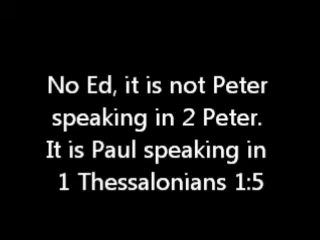 No Ed, it is not Peter
speaking in 2 Peter.
It is Paul speaking in
1 Thessalonians 1:5